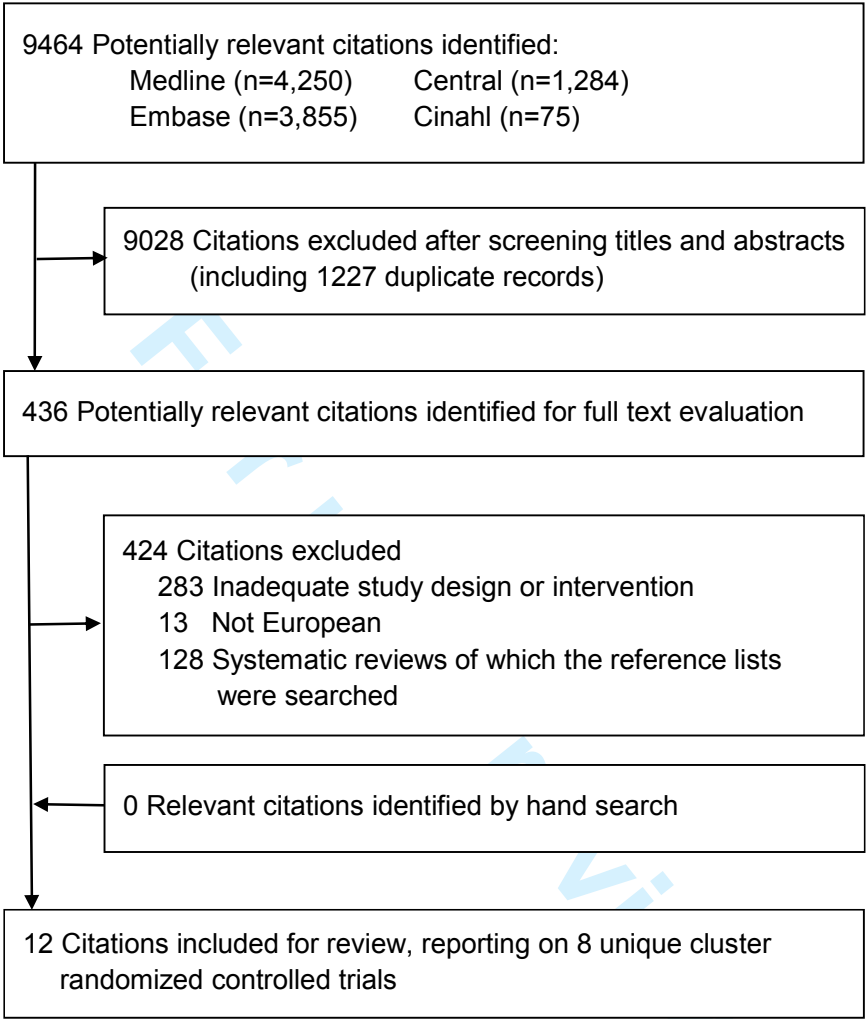 9464 Potentially relevant citations identified:
Medline (n=4,250) Central (n=1,284)
Embase (n=3,855) Cinahl (n=75)
9028 Citations excluded after screening titles and abstracts
(including 1227 duplicate records)
436 Potentially relevant citations identified for full text evaluation
424 Citations excluded
283 Inadequate study design or intervention
13 Not European
128 Systematic reviews of which the reference lists
were searched
0 Relevant citations identified by hand search
12 Citations included for review, reporting on 8 unique cluster
randomized controlled trials